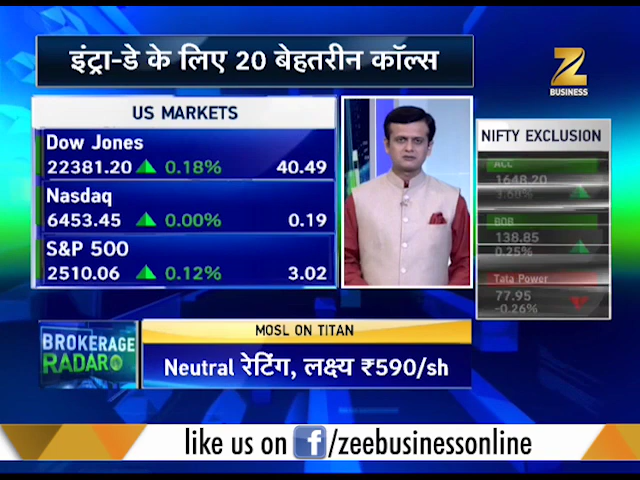 इंट्रा-डे के लिए 20 बेहतरीन कॉल्स
Z
BUSINESS
US MARKETS
Dow Jones
22381.20 0.18% 40.49
Nasdaq
6453.45 0.00% 0.19
S&P 500
2510.06 0.12% 3.02
NIFTY EXCLUSION
ACC
1648.20
3.68%
BOB
138.85
0.25%
Tata Power
77.95
-0.26%
BROKERAGE
RADAR
MOSL ON TITAN
Neutral रेटिंग, लक्ष्य ₹590/sh
like us on f/zeebusinessonline